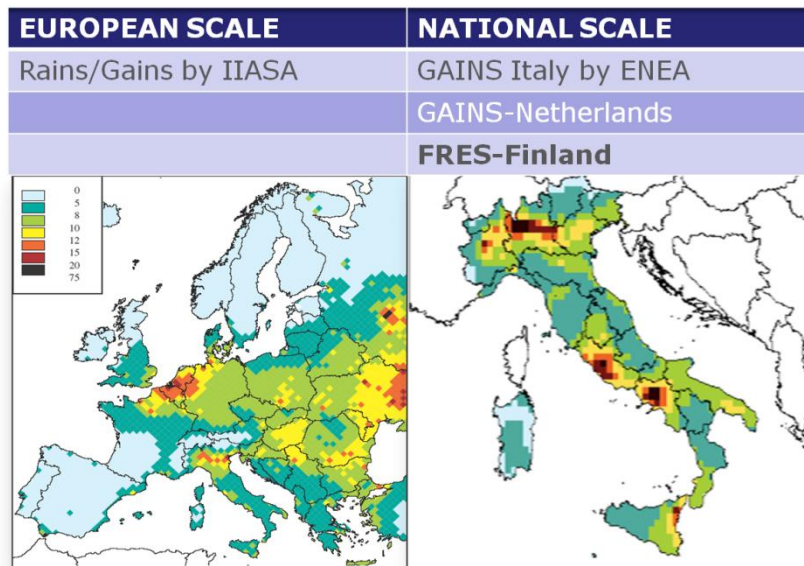 EUROPEAN SCALE NATIONAL SCALE
Rains/Gains by IIASA GAINS Italy by ENEA
GAINS-Netherlands
FRES-Finland
0
5
8
10
12
15
20
75